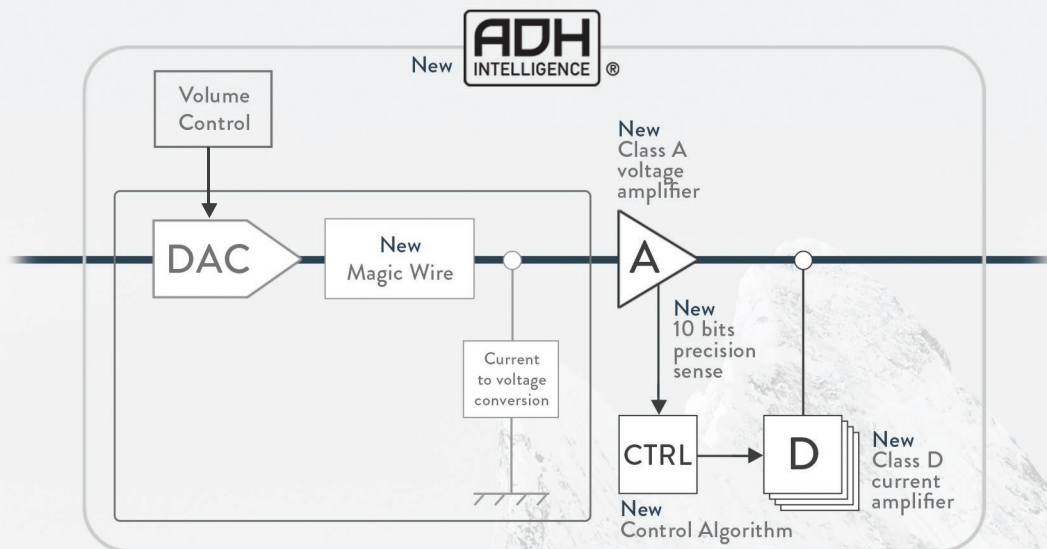 New
ADH
INTELLIGENCE ®
Volume
Control
New
Class A
voltage
amplifier
DAC
New
Magic Wire
A
New
10 bits
precision
sense
Current
to voltage
conversion
CTRL
D
New
Class D
current
amplifier
New
Control Algorithm